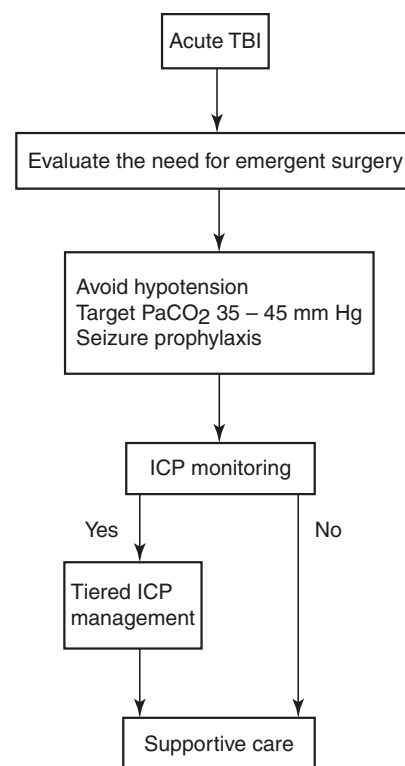 Acute TBI
Evaluate the need for emergent surgery
Avoid hypotension
Target PaCO2 35 – 45 mm Hg
Seizure prophylaxis
ICP monitoring
Yes
No
Tiered ICP
management
Supportive care